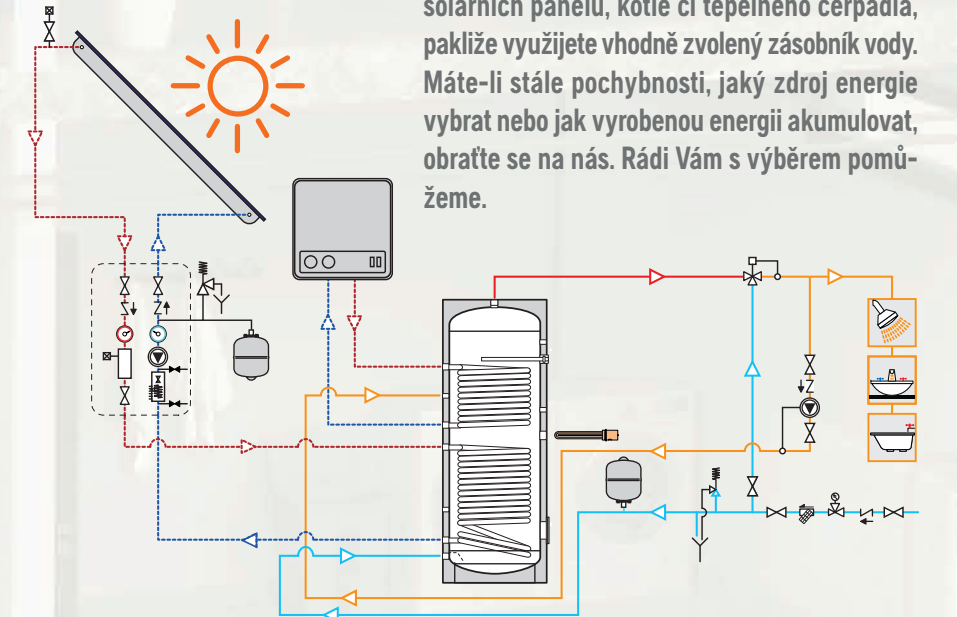 solárních panelů, kotle či tepelného čerpadla,
pakliže využijete vhodně zvolený zásobník vody.
Máte-li stále pochybnosti, jaký zdroj energie
vybrat nebo jak vyrobenou energii akumulovat,
obraťte se na nás. Rádi Vám s výběrem pomů-
žeme.